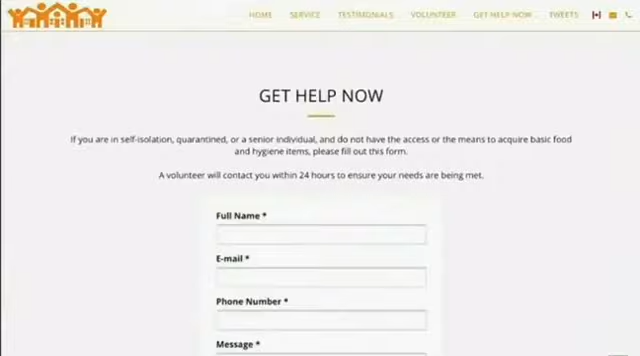 HOME SERVICE TESTIMONIALS VOLUNTEER GET HELP NOW TWEETS
GET HELP NOW
If you are in self-isolation, quarantined, or a senior individual, and do not have the access or the means to acquire basic food
and hygiene items, please fill out this form.
A volunteer will contact you within 24 hours to ensure your needs are being met.
Full Name *
E-mail *
Phone Number *
Message *